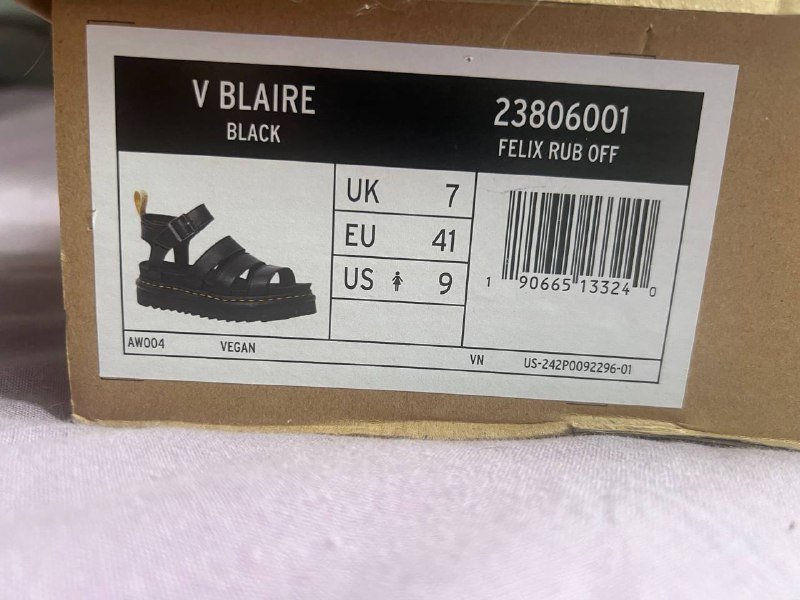 V BLAIRE
BLACK
23806001
FELIX RUB OFF
UK 7
EU 41
US 9
1 90665 13324 0
AW004 VEGAN VN US-242P0092296-01